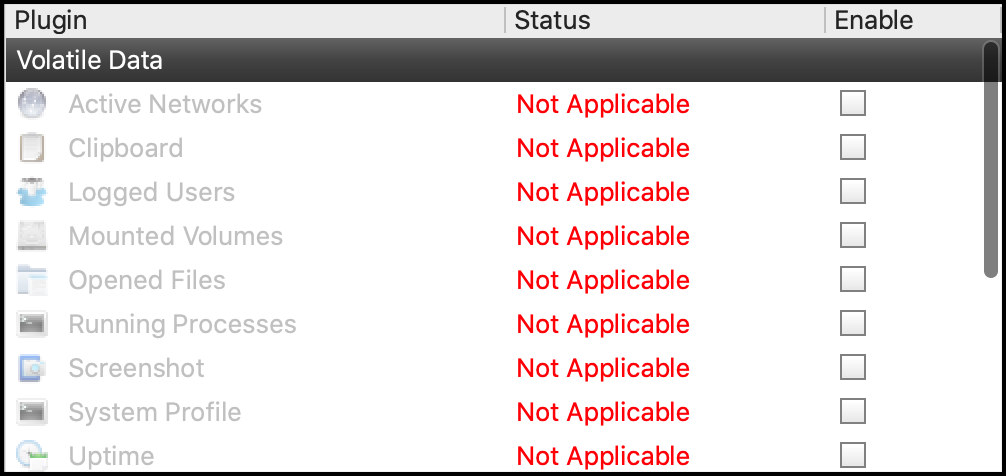 Plugin Status Enable
Volatile Data
Active Networks Not Applicable
Clipboard Not Applicable
Logged Users Not Applicable
Mounted Volumes Not Applicable
Opened Files Not Applicable
Running Processes Not Applicable
Screenshot Not Applicable
System Profile Not Applicable
Uptime Not Applicable